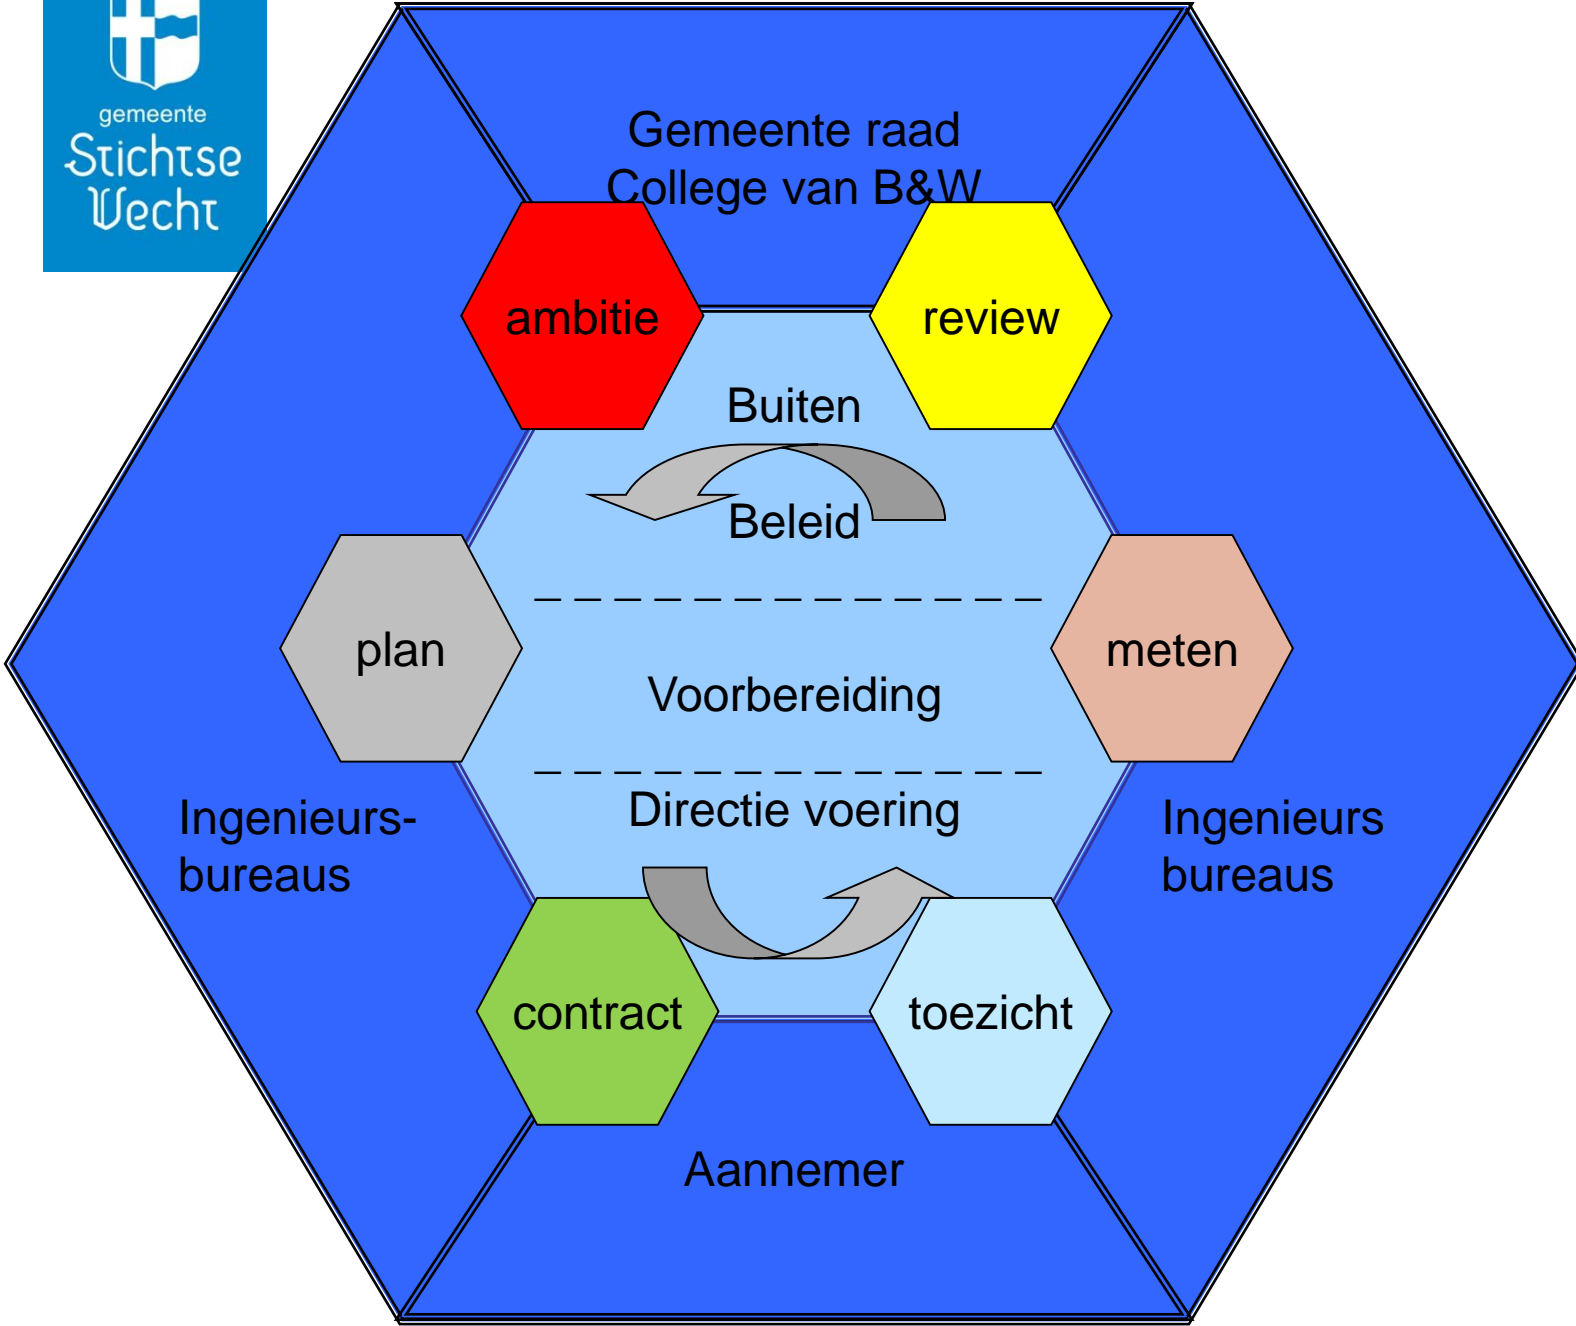 gemeente
Stichtse
Vecht
Gemeente raad
College van B&W
ambitie
review
Buiten
Beleid
plan
meten
Voorbereiding
Directie voering
Ingenieurs-
bureaus
Ingenieurs
bureaus
contract
toezicht
Aannemer